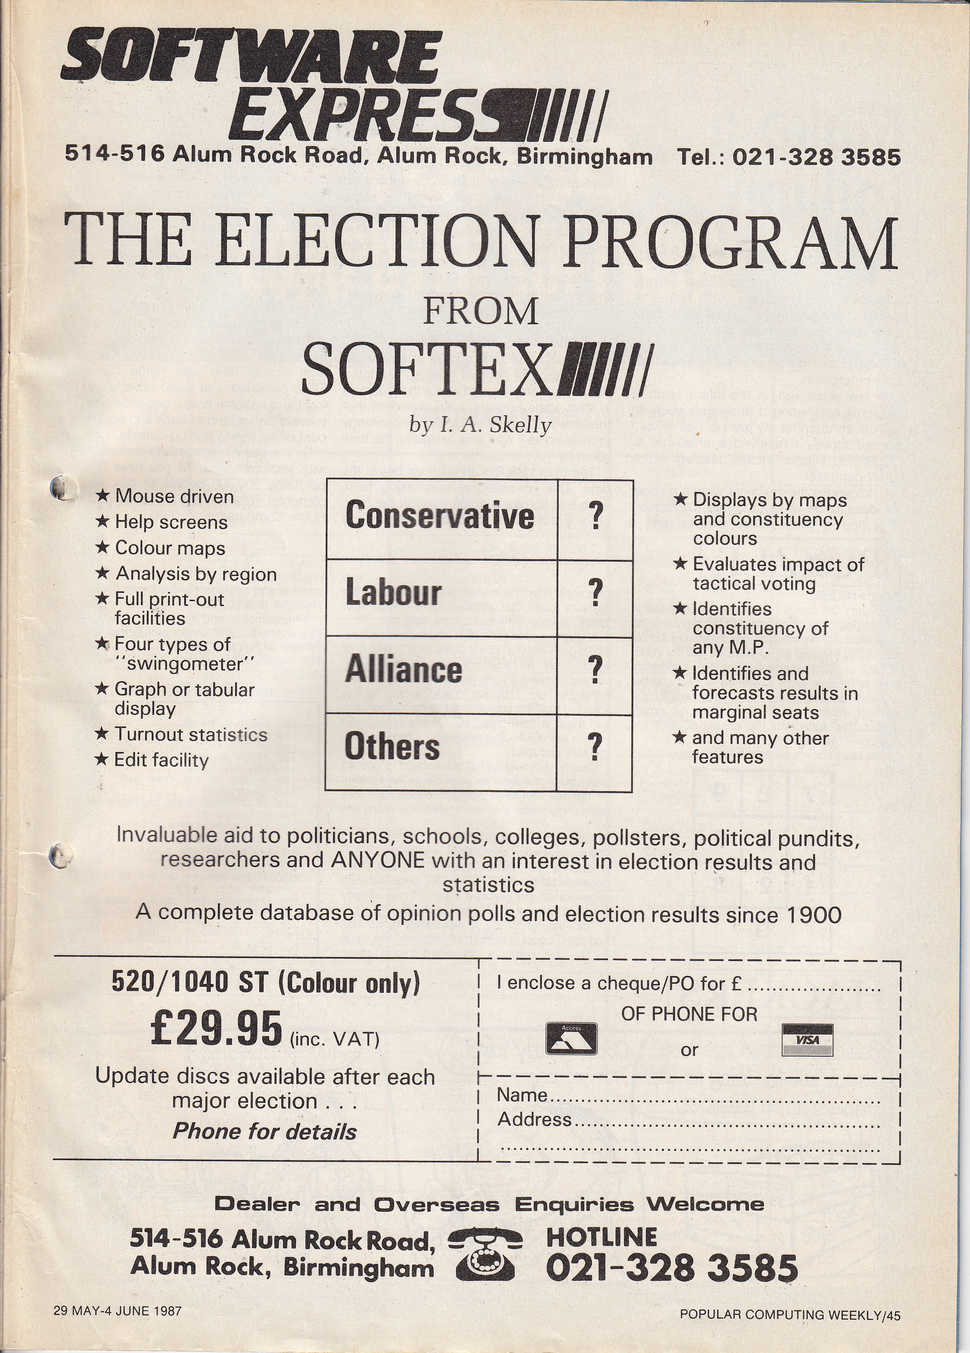 SOFTWARE
EXPRESS
514-516 Alum Rock Road, Alum Rock, Birmingham Tel.: 021-328 3585
THE ELECTION PROGRAM
FROM
SOFTEX
by I. A. Skelly
★ Mouse driven
★ Help screens
★ Colour maps
★ Analysis by region
★ Full print-out
facilities
★ Four types of
"swingometer"
★ Graph or tabular
display
★ Turnout statistics
★ Edit facility
Conservative ?
Labour ?
Alliance ?
Others ?
★ Displays by maps
and constituency
colours
★ Evaluates impact of
tactical voting
★ Identifies
constituency of
any M.P.
★ Identifies and
forecasts results in
marginal seats
★ and many other
features
Invaluable aid to politicians, schools, colleges, pollsters, political pundits,
researchers and ANYONE with an interest in election results and
statistics
A complete database of opinion polls and election results since 1900
520/1040 ST (Colour only)
£29.95 (inc. VAT)
Update discs available after each
major election . . .
Phone for details
I enclose a cheque/PO for £ ......................
OF PHONE FOR
Access
or
VISA
Name......................................................
Address..................................................
...............................................................
Dealer and Overseas Enquiries Welcome
514-516 Alum Rock Road,
Alum Rock, Birmingham
HOTLINE
021-328 3585
29 MAY-4 JUNE 1987
POPULAR COMPUTING WEEKLY/45